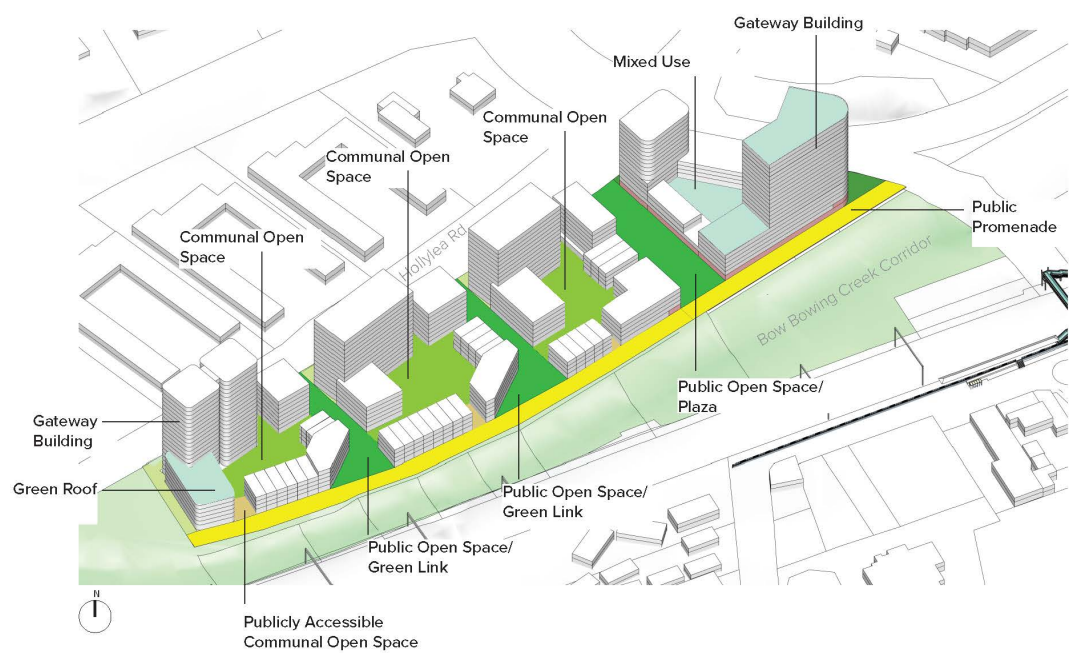 Gateway Building
Mixed Use
Communal Open
Space
Communal Open
Space
Communal Open
Space
Hollylea Rd
Public
Promenade
Bow Bowing Creek Corridor
Public Open Space/
Plaza
Gateway
Building
Green Roof
Public Open Space/
Green Link
Public Open Space/
Green Link
N
Publicly Accessible
Communal Open Space